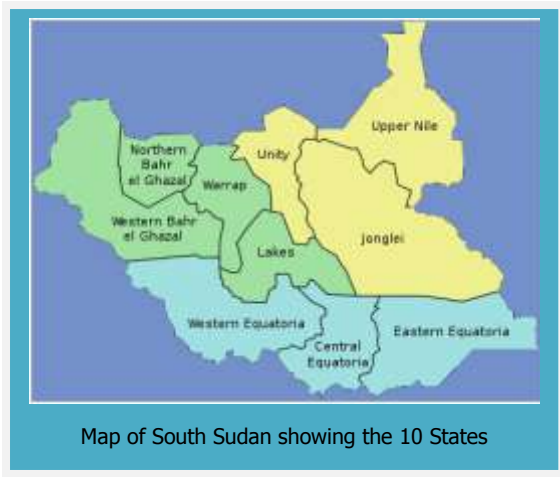 Upper Nile
Northern
Bahr
el Ghazal
Unity
Warrap
Western Bahr
el Ghazal
Jonglei
Lakes
Western Equatoria
Central
Equatoria
Eastern Equatoria
Map of South Sudan showing the 10 States